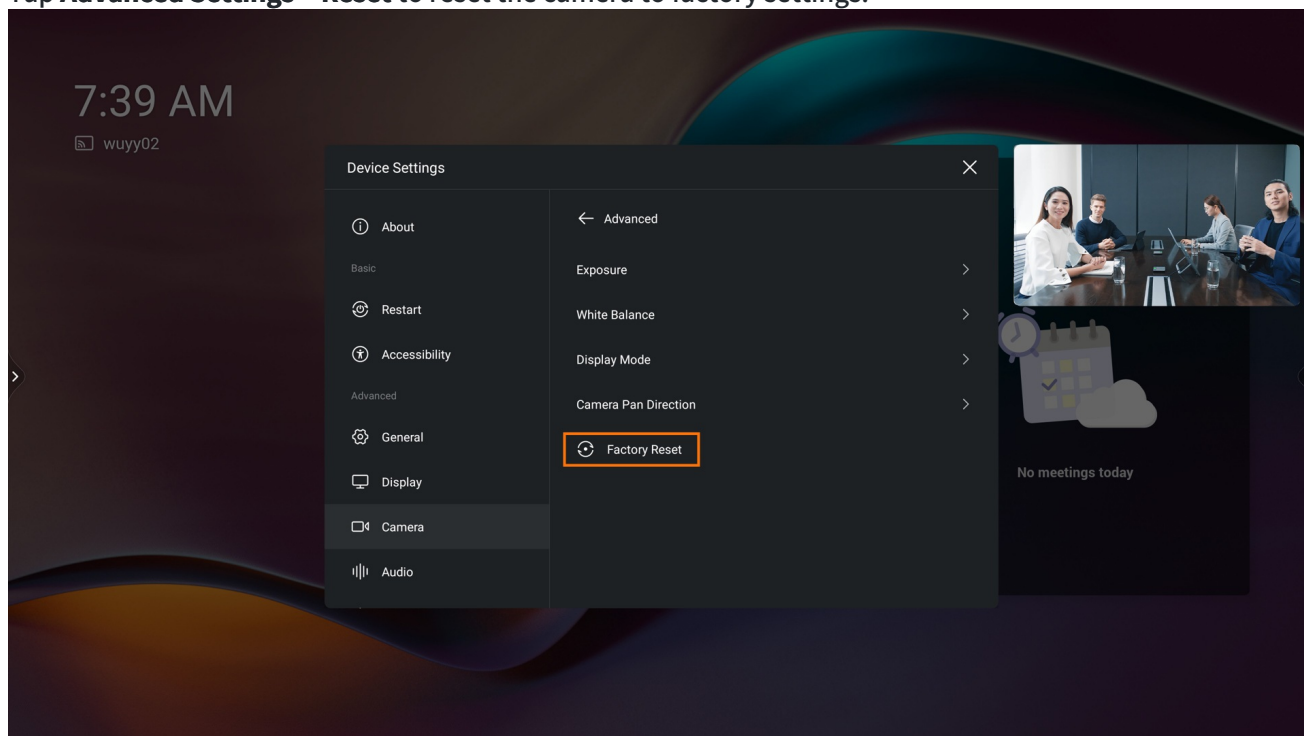 Tap Advanced Settings > Reset to reset the camera to factory settings.
7:39 AM
wuyy02
Device Settings
About
Basic
Restart
Accessibility
Advanced
General
Display
Camera
Audio
Advanced
Exposure
White Balance
Display Mode
Camera Pan Direction
Factory Reset
No meetings today